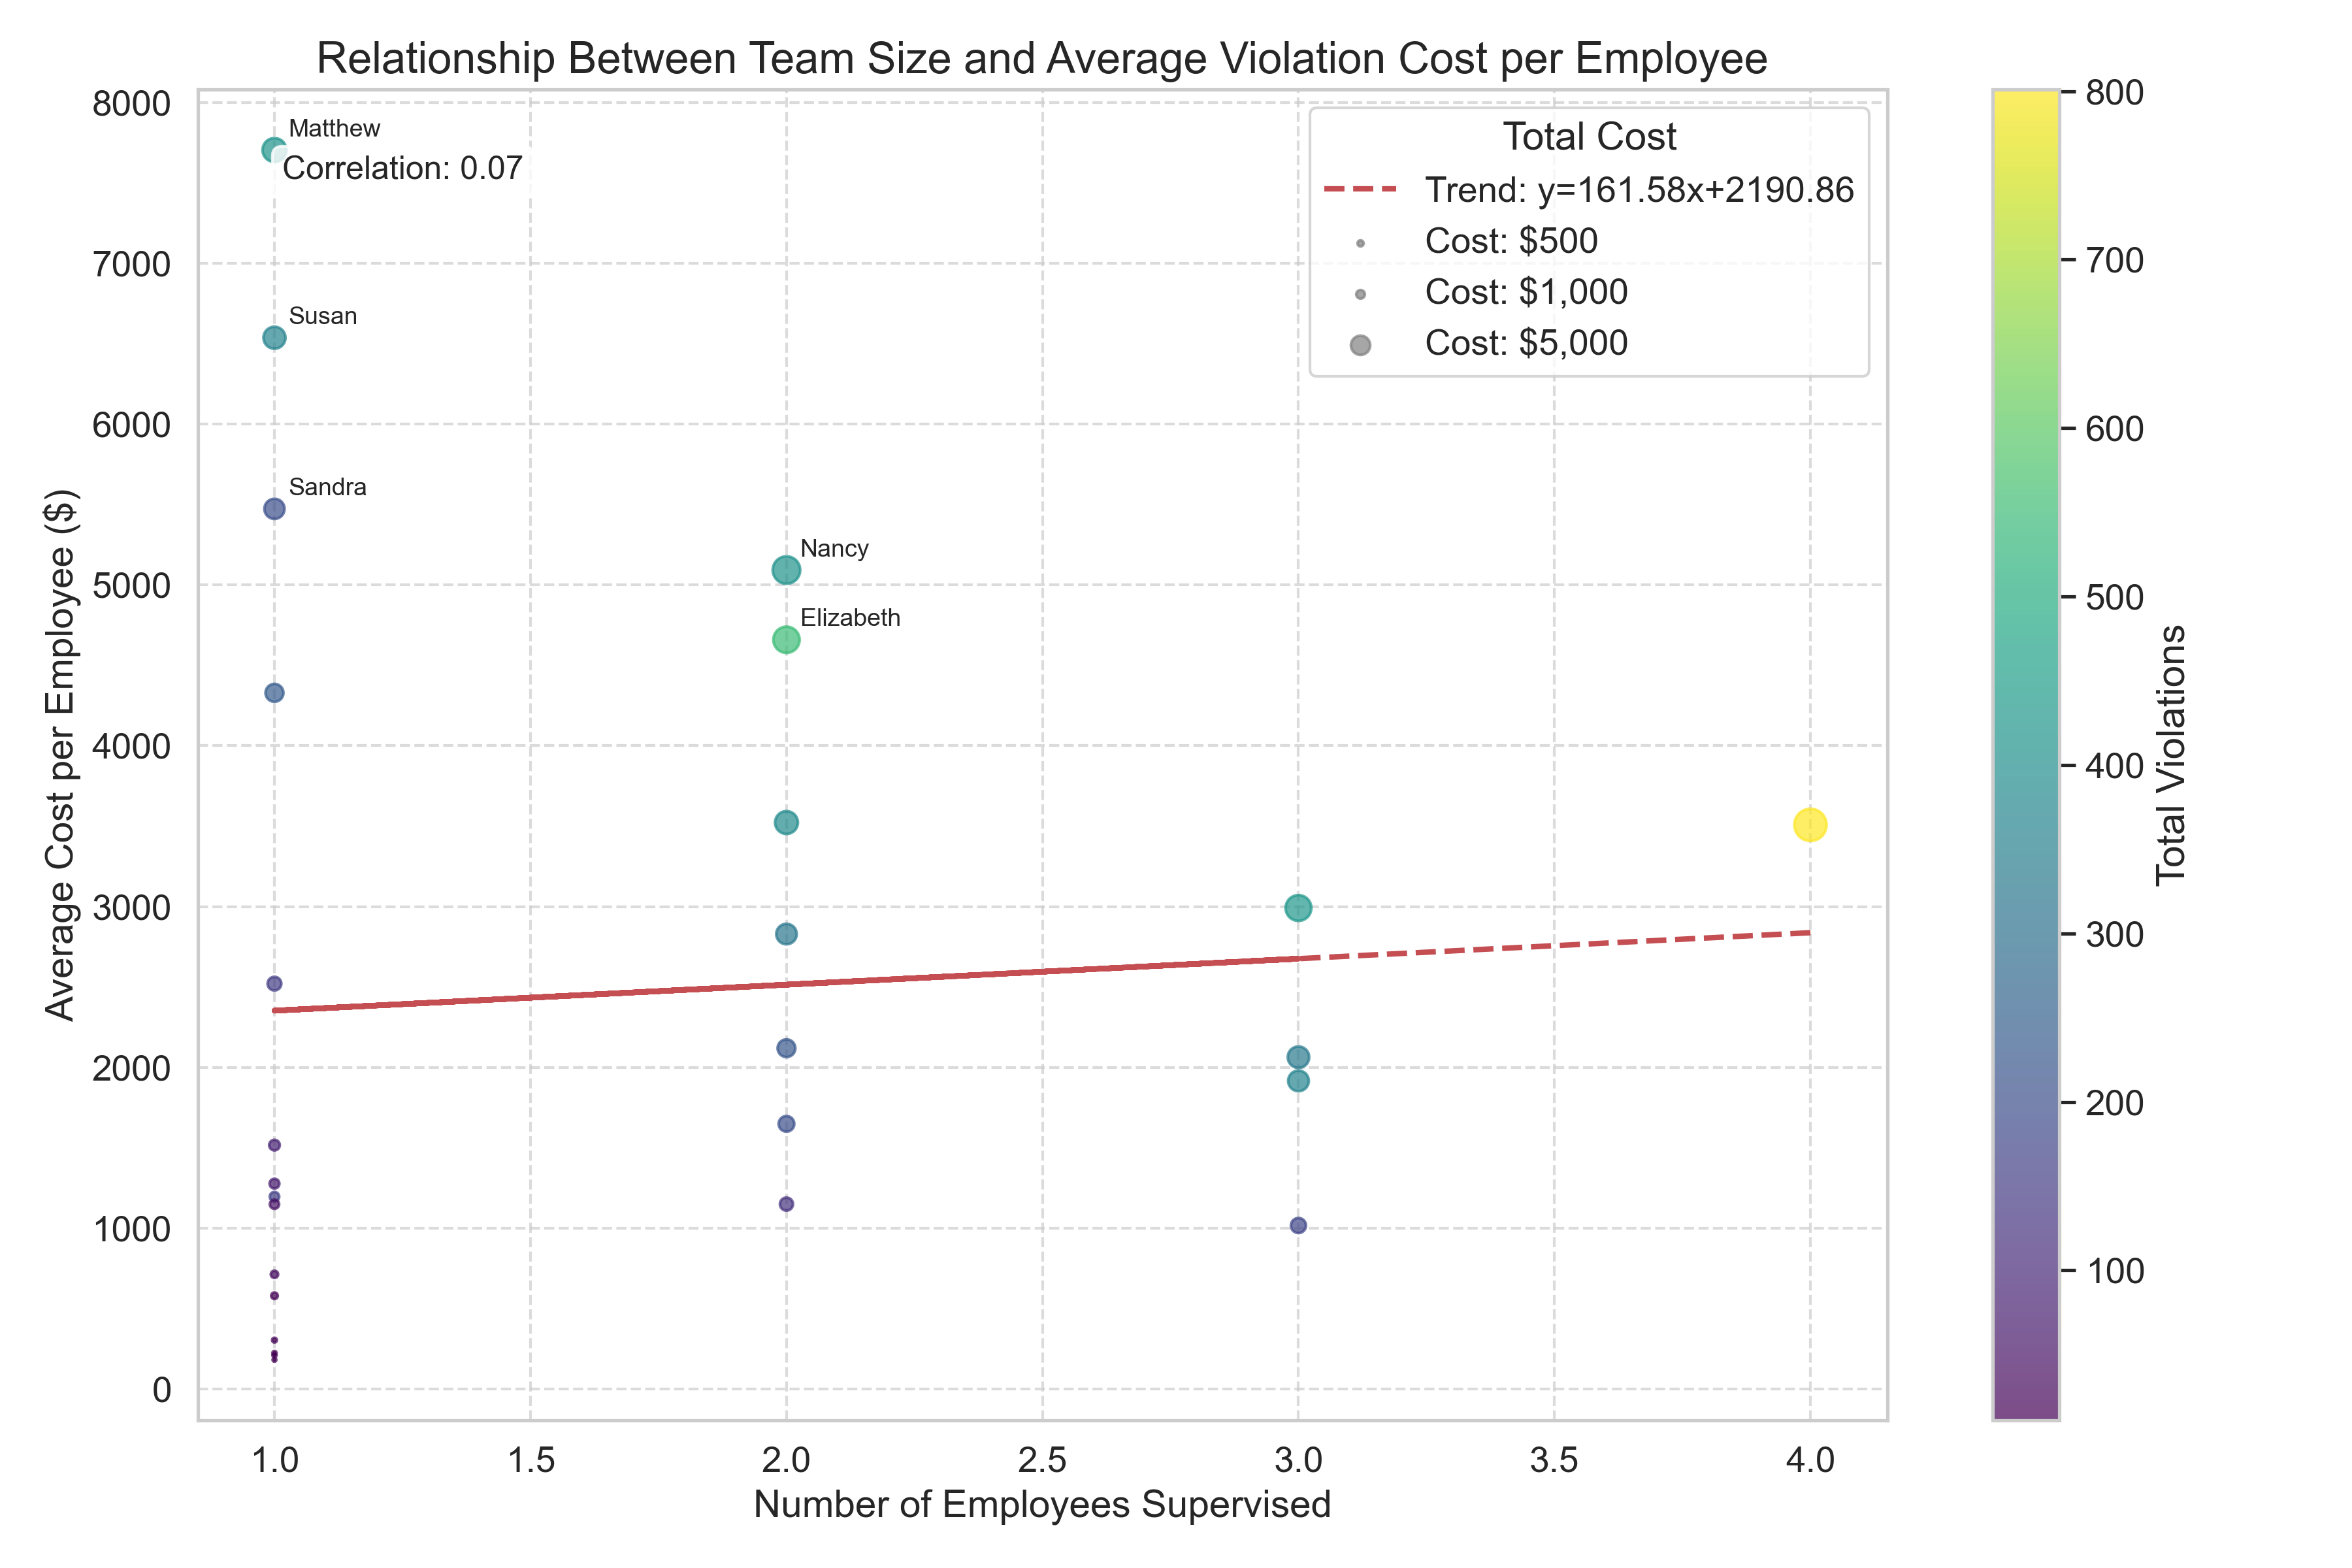 Relationship Between Team Size and Average Violation Cost per Employee
8000
7000
6000
5000
4000
3000
2000
1000
0
Average Cost per Employee ($)
Matthew
Correlation: 0.07
Susan
Sandra
Nancy
Elizabeth
Total Cost
Trend: y=161.58x+2190.86
Cost: $500
Cost: $1,000
Cost: $5,000
1.0
1.5
2.0
2.5
3.0
3.5
4.0
Number of Employees Supervised
800
700
600
500
400
300
200
100
Total Violations